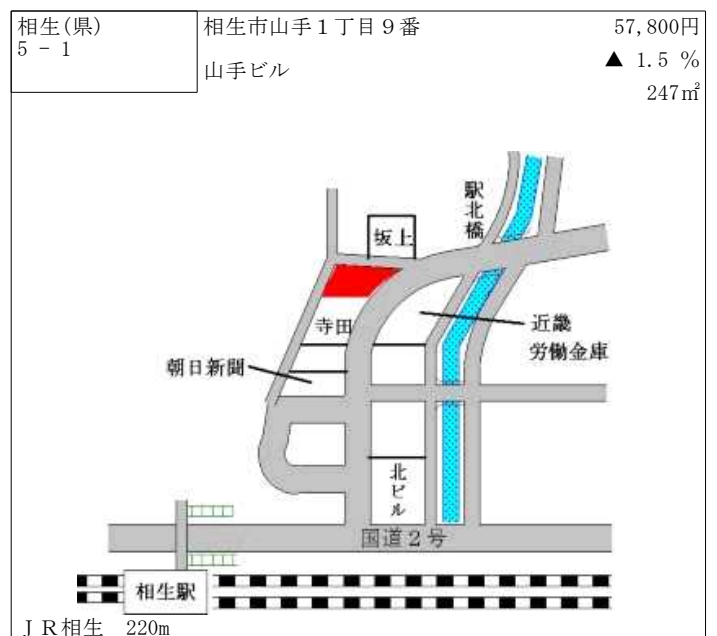 相生(県)
5 - 1
相生市山手1丁目9番
山手ビル
57,800円
▲ 1.5 %
247㎡
駅北橋
坂上
寺田
近畿
労働金庫
朝日新聞
北ビル
国道2号
相生駅
JR相生 220m